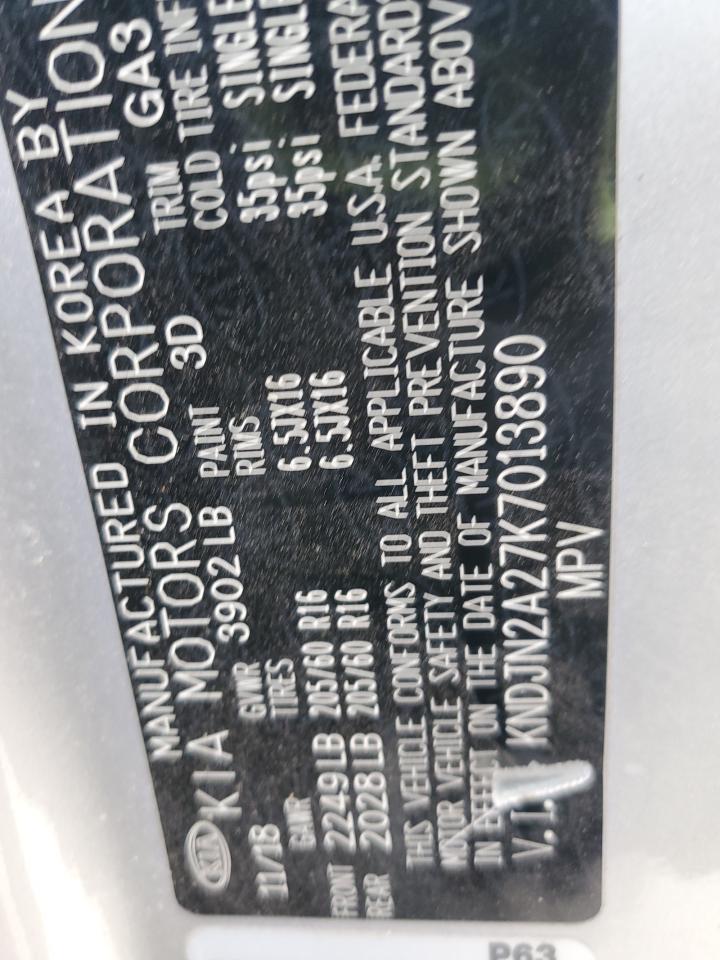 MANUFACTURED IN KOREA BY
KIA KIA MOTORS CORPORATION
11/18 GVWR 3902 LB PAINT 3D TRIM GA3
GAWR TIRES RIMS COLD TIRE INF
FRONT 2249LB 205/60 R16 6.5JX16 35psi SINGLE
REAR 2028LB 205/60 R16 6.5JX16 35psi SINGLE
THIS VEHICLE CONFORMS TO ALL APPLICABLE U.S.A. FEDERA
MOTOR VEHICLE SAFETY AND THEFT PREVENTION STANDARDS
IN EFFECT ON THE DATE OF MANUFACTURE SHOWN ABOV
V.I. KNDJN2A27K7013890
MPV
P63